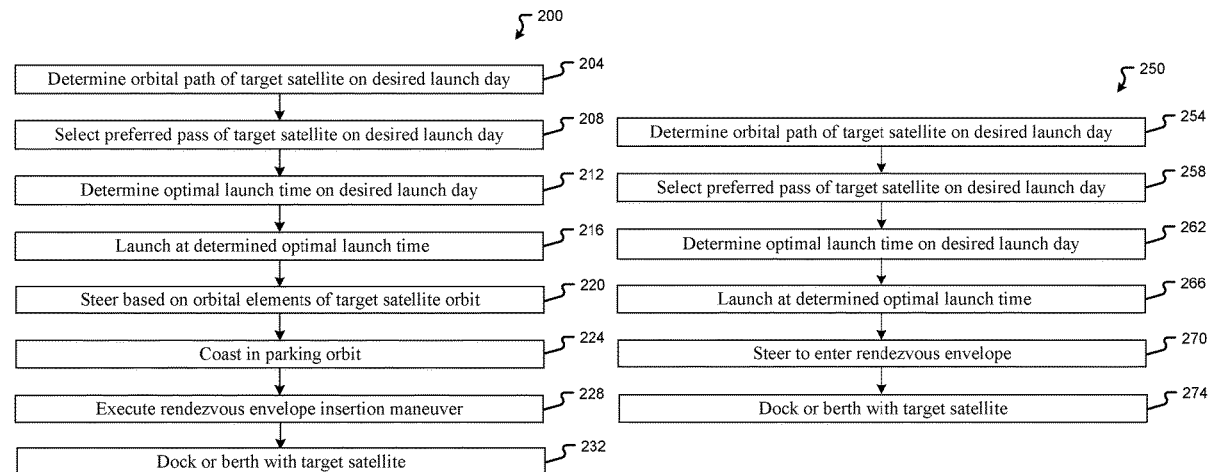 200
Determine orbital path of target satellite on desired launch day
204
Select preferred pass of target satellite on desired launch day
208
Determine optimal launch time on desired launch day
212
Launch at determined optimal launch time
216
Steer based on orbital elements of target satellite orbit
220
Coast in parking orbit
224
Execute rendezvous envelope insertion maneuver
228
Dock or berth with target satellite
232
250
Determine orbital path of target satellite on desired launch day
254
Select preferred pass of target satellite on desired launch day
258
Determine optimal launch time on desired launch day
262
Launch at determined optimal launch time
266
Steer to enter rendezvous envelope
270
Dock or berth with target satellite
274